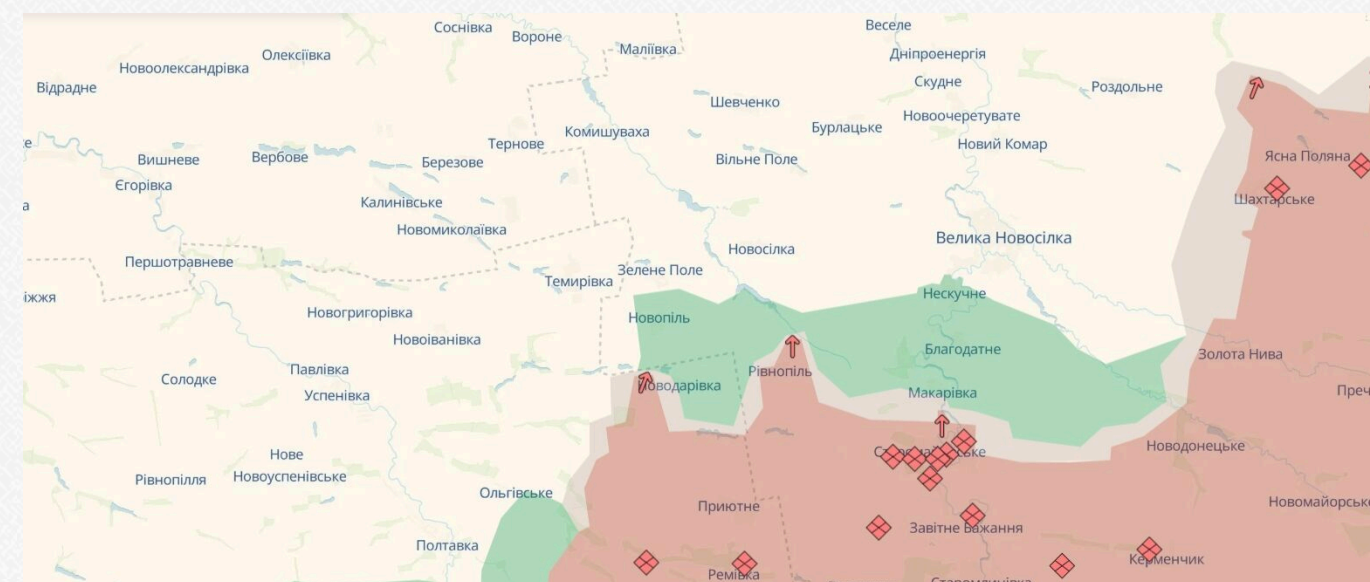 Соснівка
Вороне
Маліївка
Веселе
Олексіївка
Новоолександрівка
Відрадне
Дніпроенергія
Скудне
Роздольне
Шевченко
Новоочеретувате
Бурлацьке
Комишуваха
Тернове
Новий Комар
Вишневе
Вербове
Березове
Вільне Поле
Ясна Поляна
Єгорівка
Калинівське
Шахтарське
Новомиколаївка
Велика Новосілка
Новосілка
Першотравневе
Зелене Поле
Темирівка
Нескучне
Новогригорівка
Новопіль
Новоіванівка
Благодатне
Золота Нива
Павлівка
Солодке
Рівнопіль
Успенівка
Макарівка
Нове
Новодонецьке
Рівнопілля
Новоуспенівське
Ольгівське
Приютне
Новомайорськ
Завітне Бажання
Полтавка
Керменчик
Ремівка